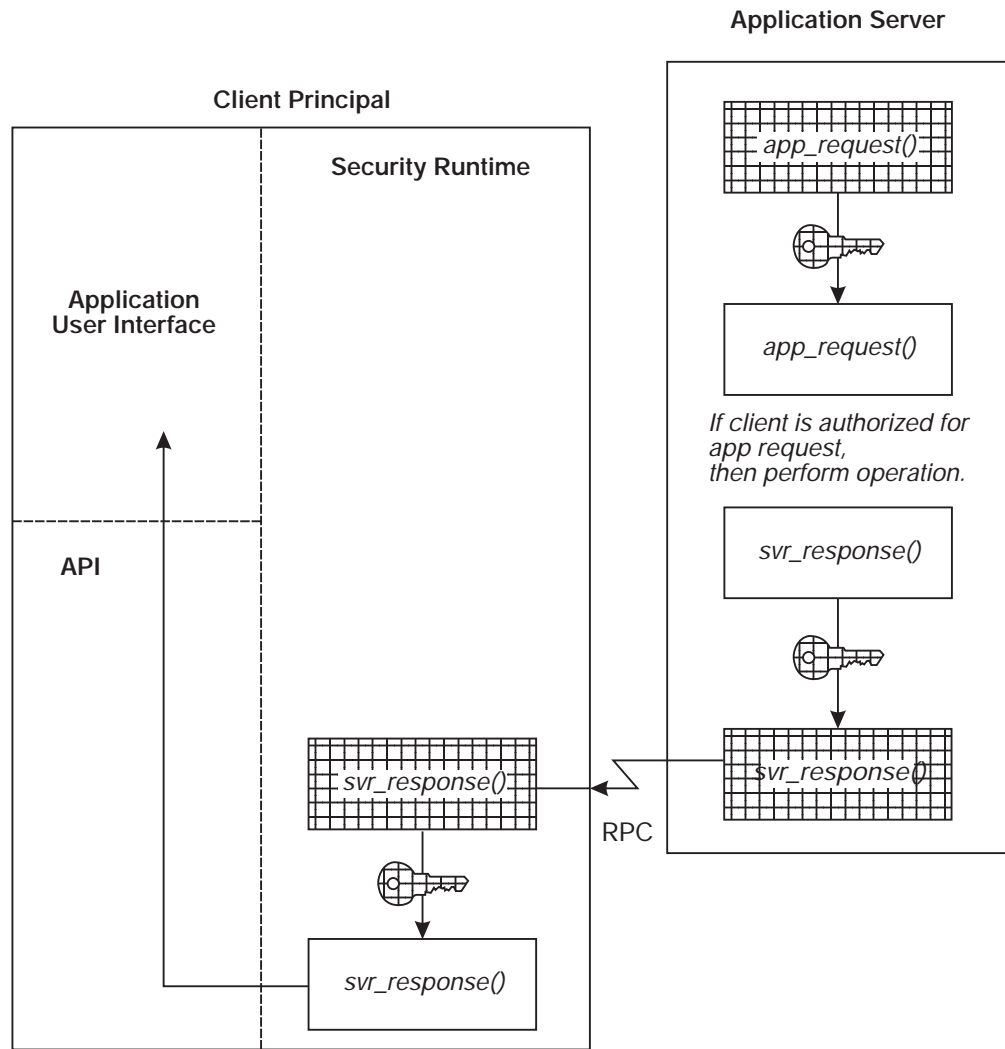 Application Server
Client Principal
app_request()
Security Runtime
Application
User Interface
app_request()
If client is authorized for
app request,
then perform operation.
API
svr_response()
svr_response()
svr_response()
RPC
svr_response()